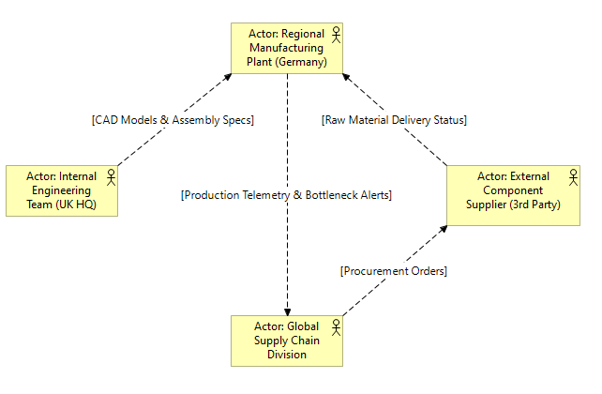 Actor: Regional
Manufacturing
Plant (Germany)
[CAD Models & Assembly Specs]
[Raw Material Delivery Status]
Actor: Internal
Engineering
Team (UK HQ)
Actor: External
Component
Supplier (3rd Party)
[Production Telemetry & Bottleneck Alerts]
[Procurement Orders]
Actor: Global
Supply Chain
Division